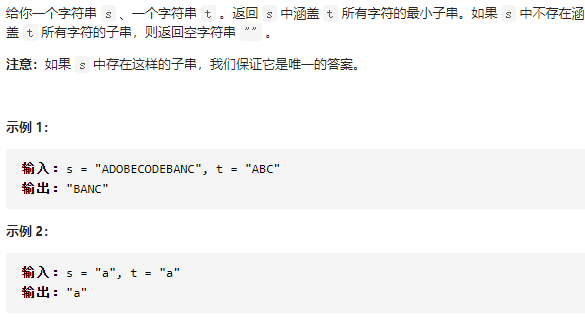 给你一个字符串 s 、一个字符串 t 。返回 s 中涵盖 t 所有字符的最小子串。如果 s 中不存在涵
盖 t 所有字符的子串，则返回空字符串 "" 。
注意：如果 s 中存在这样的子串，我们保证它是唯一的答案。
示例 1：
输入：s = "ADOBECODEBANC", t = "ABC"
输出："BANC"
示例 2：
输入：s = "a", t = "a"
输出："a"